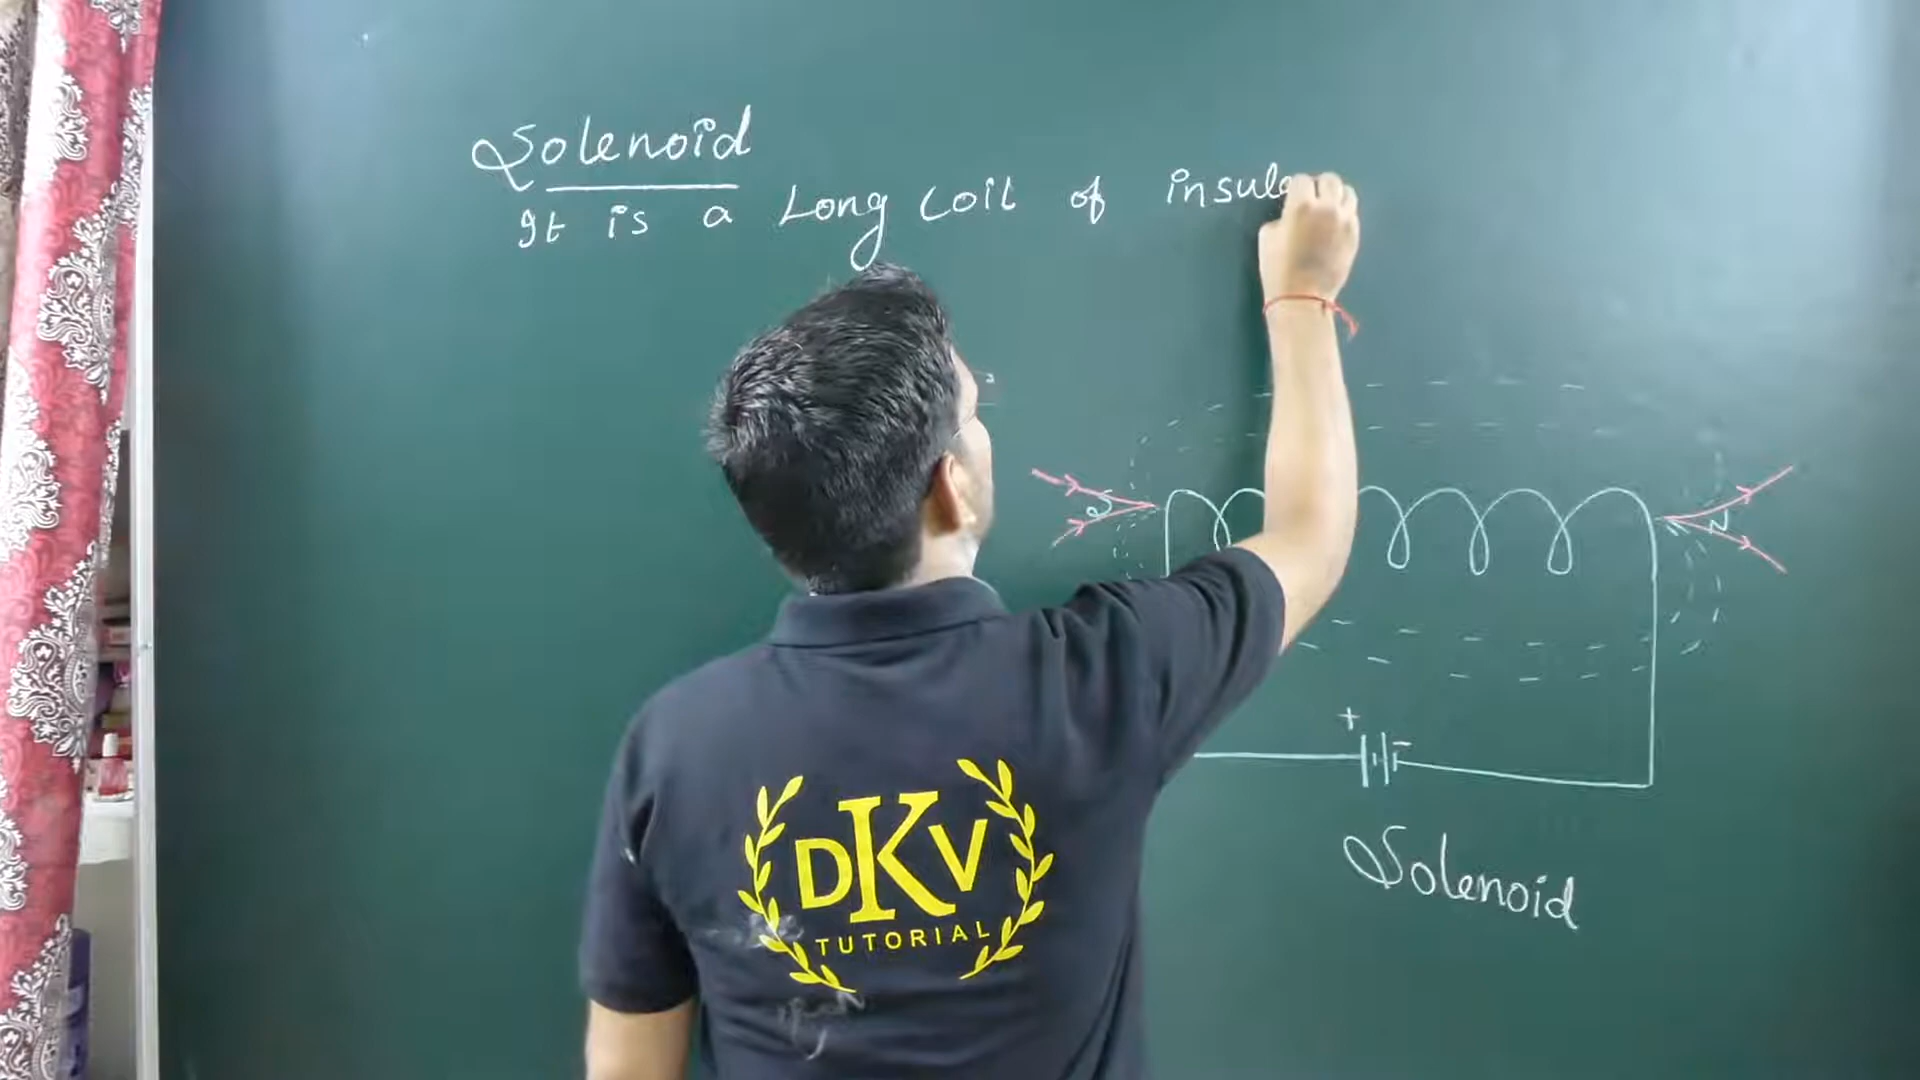 Solenoid
It is a Long Coil of insul
S
N
+
-
Solenoid
DKV
TUTORIAL